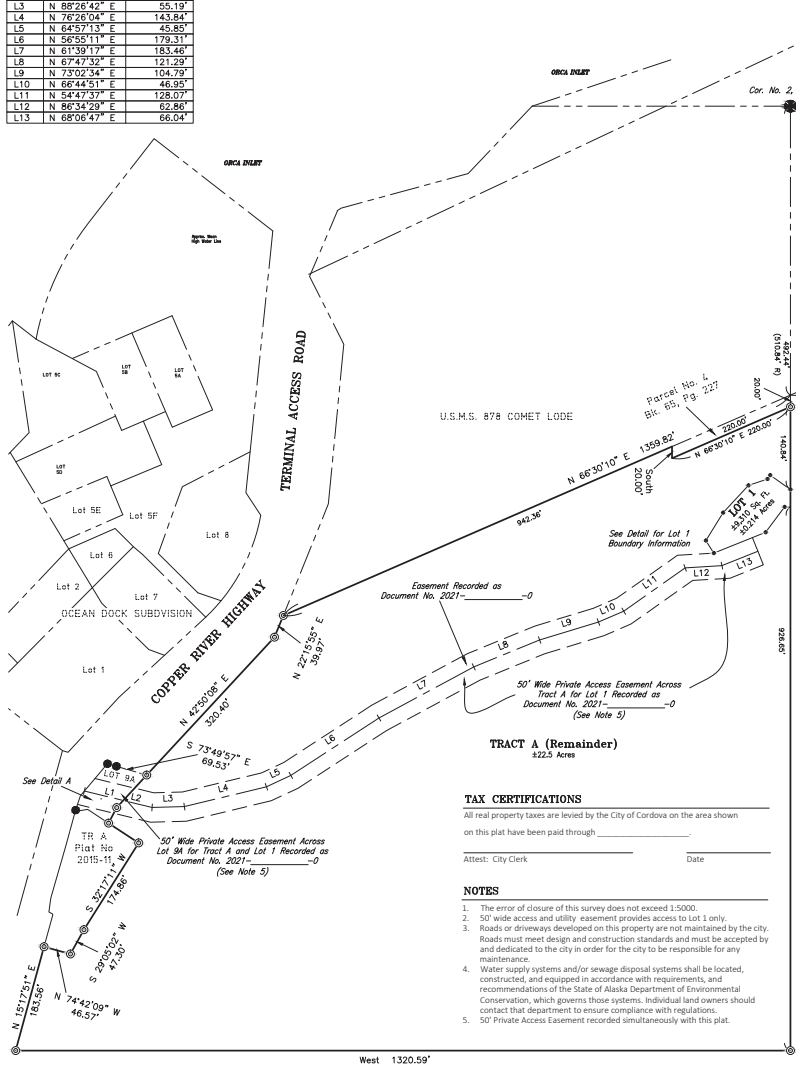 L3 N 88°26'42" E 55.19'
L4 N 76°26'04" E 143.84'
L5 N 64°57'13" E 45.85'
L6 N 56°55'11" E 179.31'
L7 N 61°39'17" E 183.46'
L8 N 67°47'32" E 121.29'
L9 N 73°02'34" E 104.79'
L10 N 66°44'51" E 46.95'
L11 N 54°47'37" E 128.07'
L12 N 86°34'29" E 62.86'
L13 N 68°06'47" E 66.04'
ORCA INLET
Cor. No. 2,
ORCA INLET
Approx. Mean
High Water Line
TERMINAL ACCESS ROAD
492.44'
(510.84' R)
20.00'
LOT 5C
LOT
5B
LOT
5A
Parcel No. 4
Bk. 65, Pg. 227
U.S.M.S. 878 COMET LODE
220.00'
N 66°30'10" E 220.00'
140.84'
N 66°30'10" E 1359.82'
South
20.00'
942.36'
LOT
5D
Lot 5E
Lot 5F
Lot 8
LOT 1
±9,310 Sq. Ft.
±0.214 Acres
See Detail for Lot 1
Boundary Information
Lot 6
Lot 2
Lot 7
OCEAN DOCK SUBDVISION
Lot 1
COPPER RIVER HIGHWAY
Easement Recorded as
Document No. 2021-__________-0
L13
L12
L11
L10
L9
L8
L7
L6
L5
L4
L3
L2
L1
926.65'
N 22°15'55" E
39.97'
N 42°50'08" E
320.40'
50' Wide Private Access Easement Across
Tract A for Lot 1 Recorded as
Document No. 2021-__________-0
(See Note 5)
S 73°49'57" E
69.53'
TRACT A (Remainder)
±22.5 Acres
LOT 9A
See Detail A
TR A
Plat No
2015-11
50' Wide Private Access Easement Across
Lot 9A for Tract A and Lot 1 Recorded as
Document No. 2021-__________-0
(See Note 5)
S 32°17'11" W
174.86'
S 29°05'02" W
47.30'
N 74°42'09" W
46.57'
N 15°17'51" E
183.56'
TAX CERTIFICATIONS
All real property taxes are levied by the City of Cordova on the area shown
on this plat have been paid through ____________________.
Attest: City Clerk Date
NOTES
1. The error of closure of this survey does not exceed 1:5000.
2. 50' wide access and utility easement provides access to Lot 1 only.
3. Roads or driveways developed on this property are not maintained by the city.
Roads must meet design and construction standards and must be accepted by
and dedicated to the city in order for the city to be responsible for any
maintenance.
4. Water supply systems and/or sewage disposal systems shall be located,
constructed, and equipped in accordance with requirements, and
recommendations of the State of Alaska Department of Environmental
Conservation, which governs those systems. Individual land owners should
contact that department to ensure compliance with regulations.
5. 50' Private Access Easement recorded simultaneously with this plat.
West 1320.59'